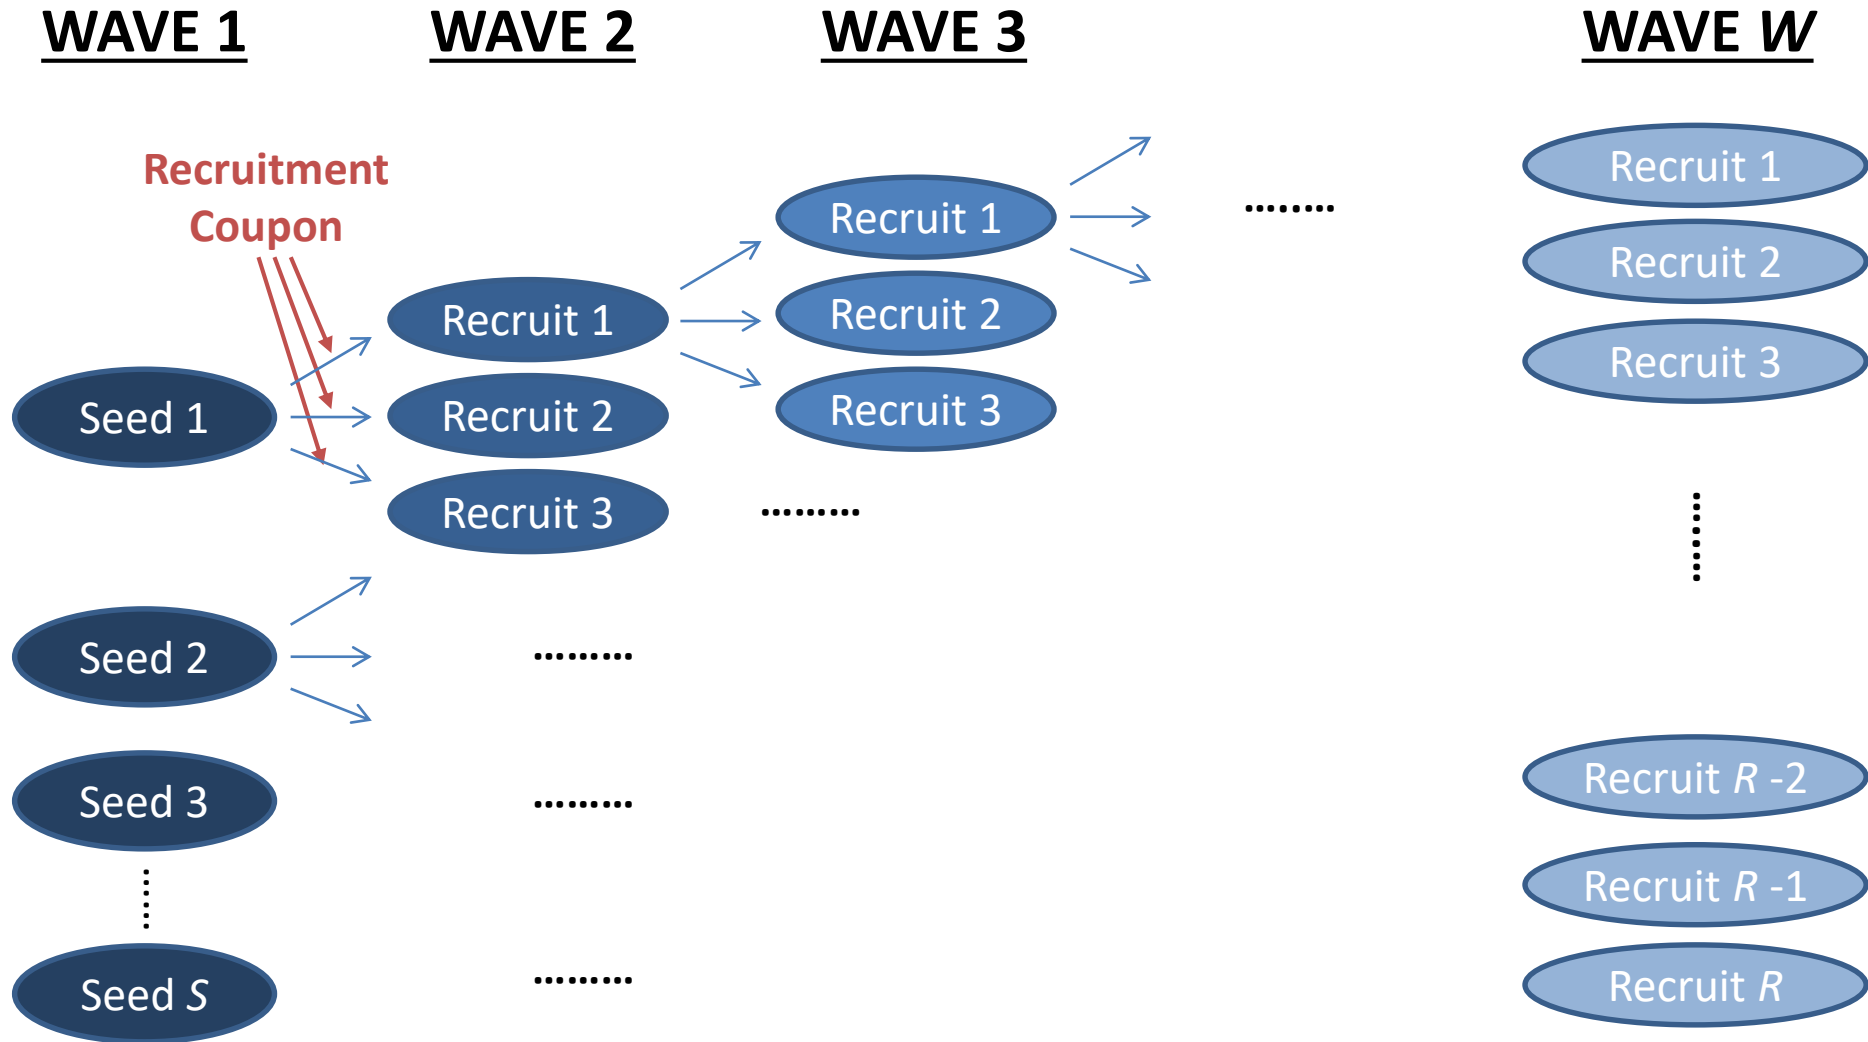 WAVE 1
WAVE 2
WAVE 3
WAVE W
Recruitment
Coupon
Seed 1
Seed 2
Seed 3
Seed S
Recruit 1
Recruit 2
Recruit 3
Recruit 1
Recruit 2
Recruit 3
Recruit 1
Recruit 2
Recruit 3
Recruit R -2
Recruit R -1
Recruit R